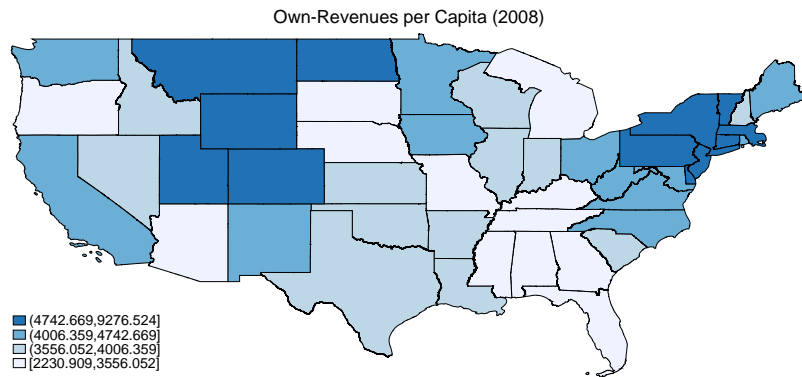 Own-Revenues per Capita (2008)
(4742.669,9276.524]
(4006.359,4742.669]
(3556.052,4006.359]
[2230.909,3556.052]